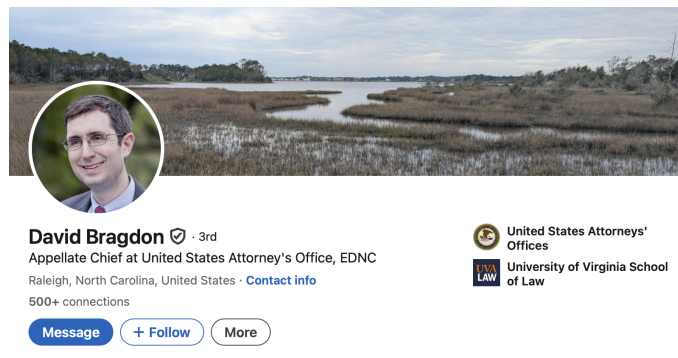 David Bragdon · 3rd
Appellate Chief at United States Attorney's Office, EDNC
Raleigh, North Carolina, United States · Contact info
500+ connections
Message
+ Follow
More
United States Attorneys'
Offices
UVA
LAW
University of Virginia School
of Law